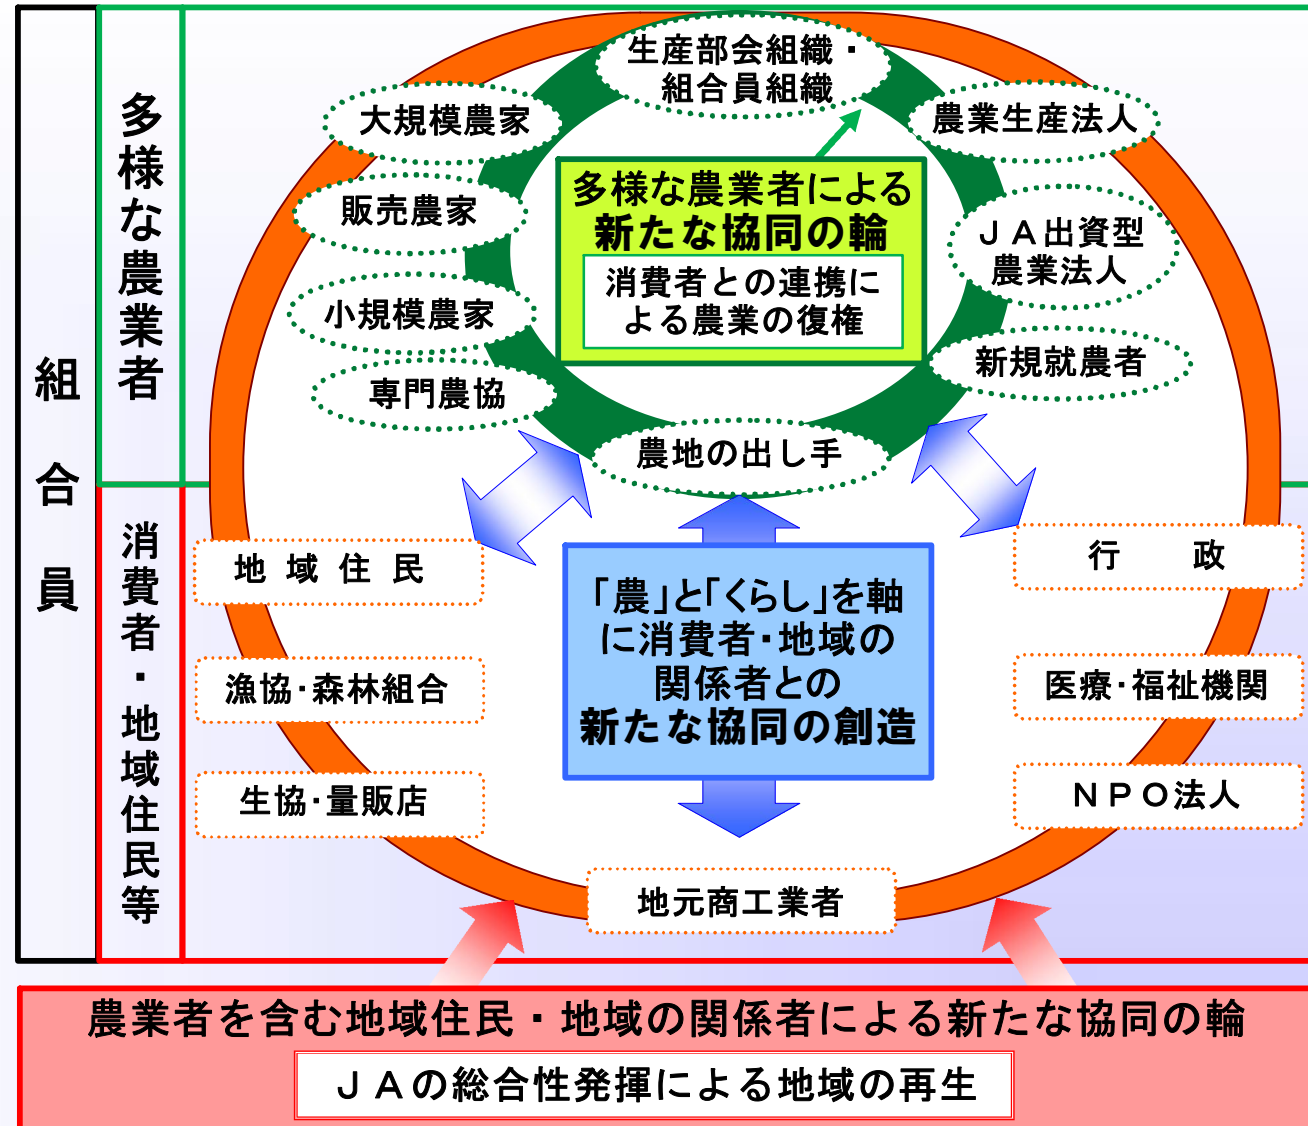 組合員
多様な農業者
消費者・地域住民等
生産部会組織・
組合員組織
大規模農家
農業生産法人
販売農家
ＪＡ出資型
農業法人
小規模農家
新規就農者
専門農協
農地の出し手
多様な農業者による
新たな協同の輪
消費者との連携に
よる農業の復権
地域住民
行政
「農」と「くらし」を軸
に消費者・地域の
関係者との
新たな協同の創造
漁協・森林組合
医療・福祉機関
生協・量販店
ＮＰＯ法人
地元商工業者
農業者を含む地域住民・地域の関係者による新たな協同の輪
ＪＡの総合性発揮による地域の再生